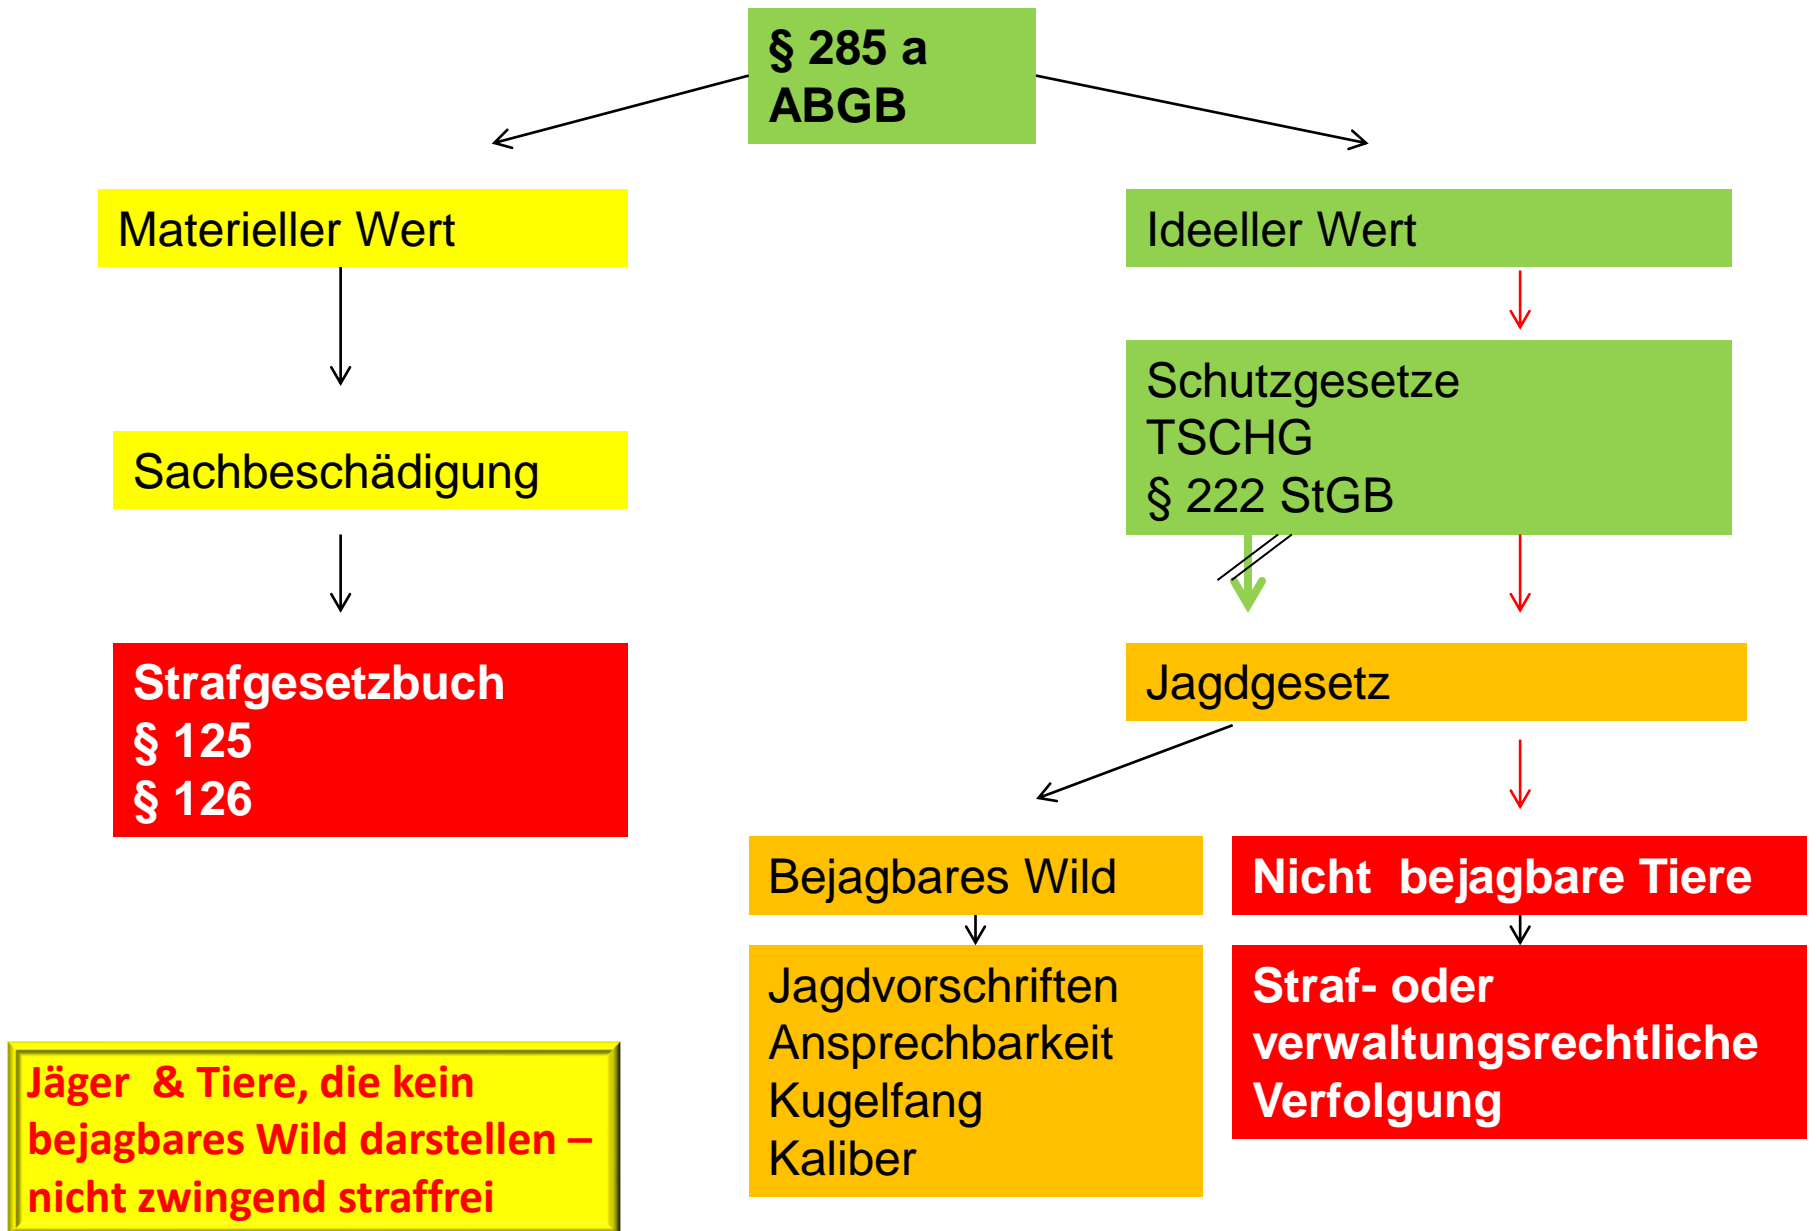 § 285 a
ABGB
Materieller Wert
Ideeller Wert
Schutzgesetze
TSCHG
§ 222 StGB
Sachbeschädigung
Strafgesetzbuch
§ 125
§ 126
Jagdgesetz
Bejagbares Wild
Nicht  bejagbare Tiere
Jagdvorschriften
Ansprechbarkeit
Kugelfang
Kaliber
Straf- oder
verwaltungsrechtliche
Verfolgung
Jäger  & Tiere, die kein
bejagbares Wild darstellen –
nicht zwingend straffrei